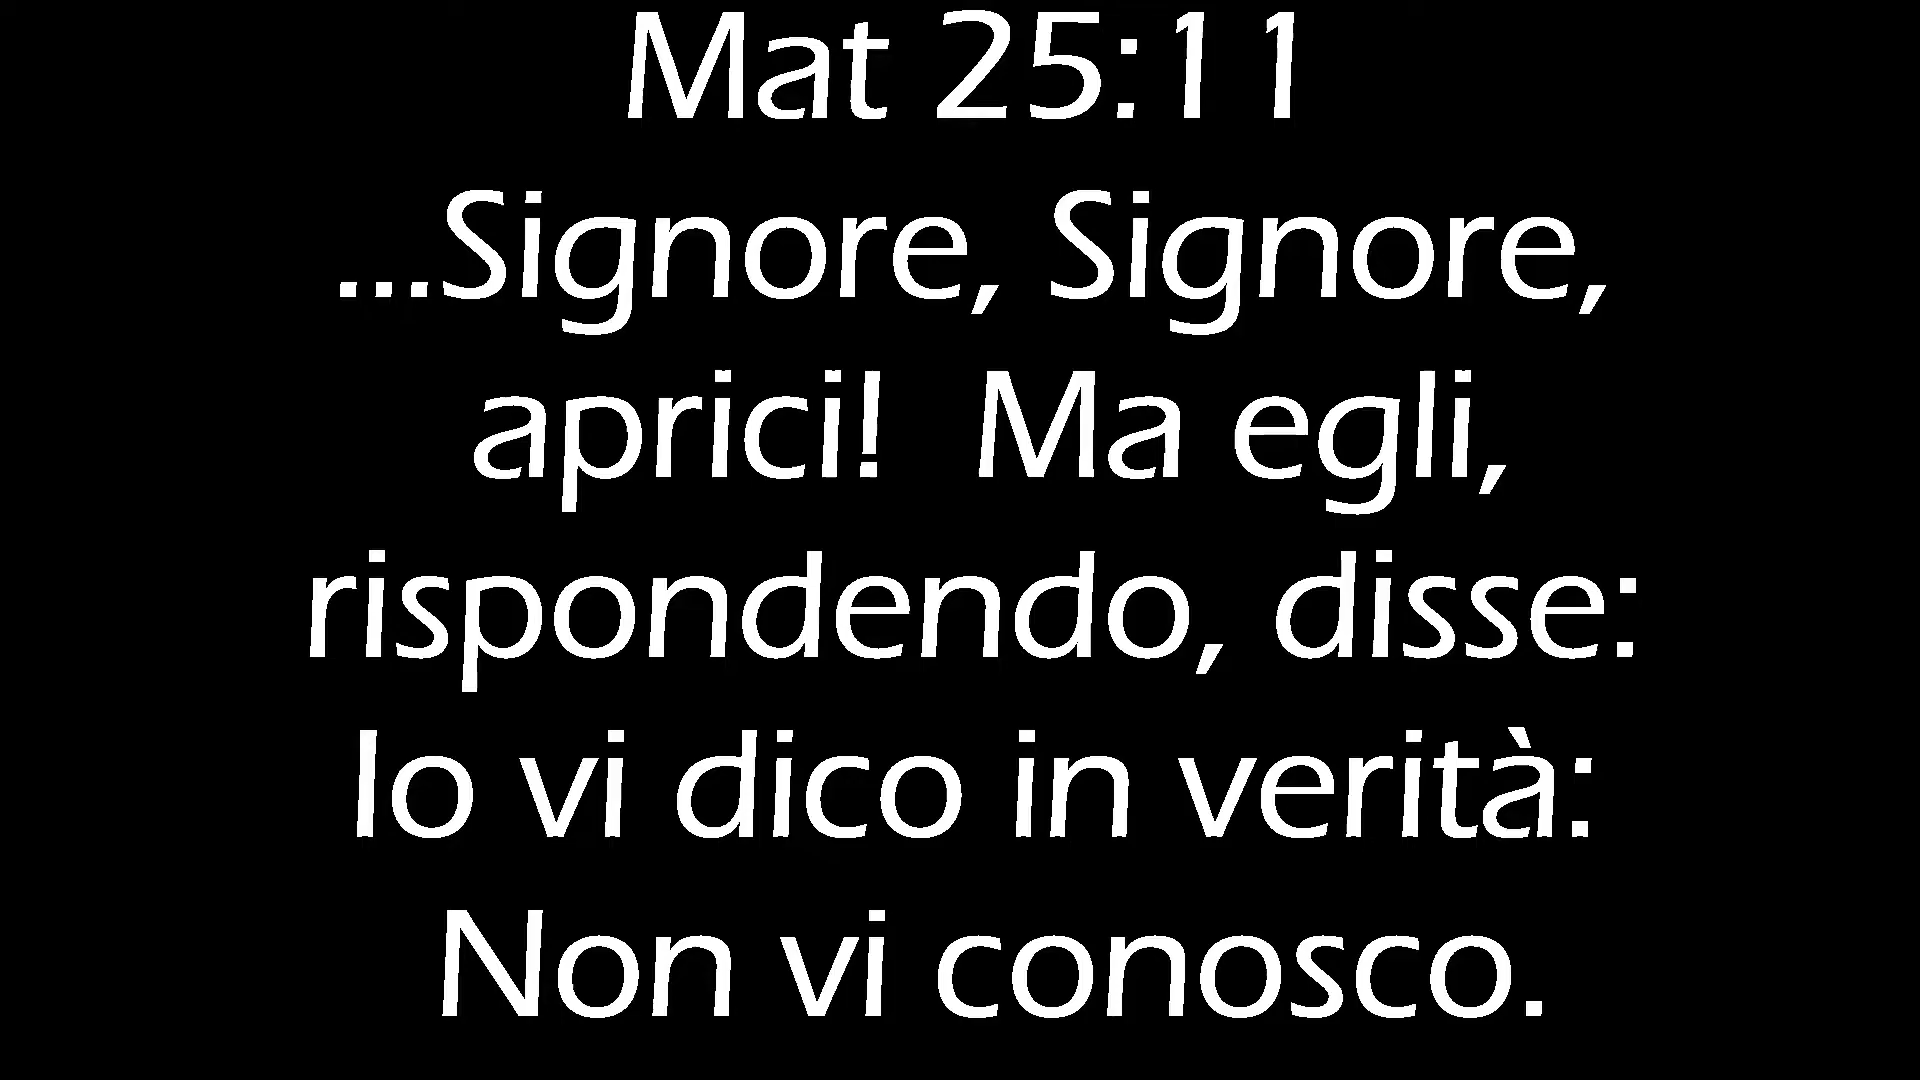 Mat 25:11
...Signore, Signore,
aprici!  Ma egli,
rispondendo, disse:
Io vi dico in verità:
Non vi conosco.